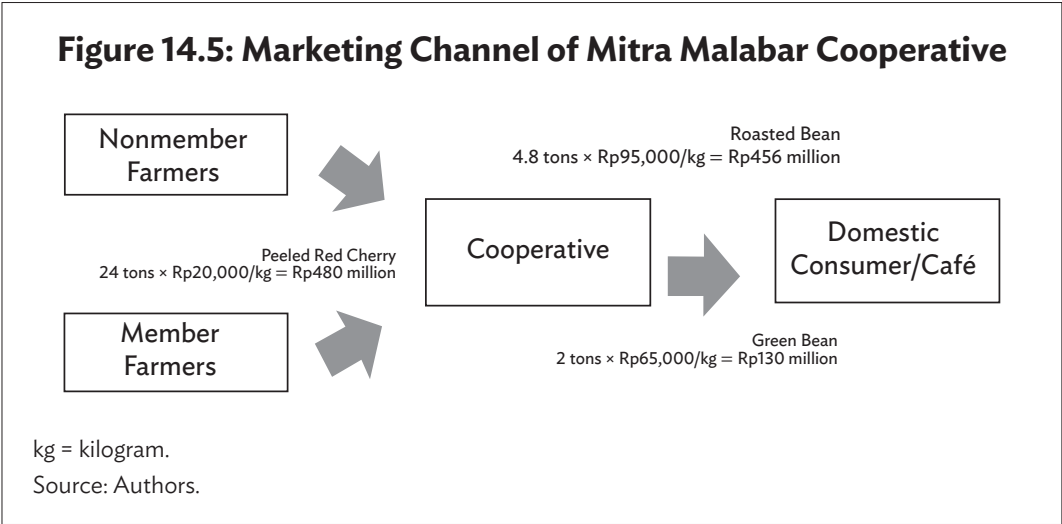 Figure 14.5: Marketing Channel of Mitra Malabar Cooperative
Nonmember
Farmers
Peeled Red Cherry
24 tons × Rp20,000/kg = Rp480 million
Member
Farmers
Cooperative
Roasted Bean
4.8 tons × Rp95,000/kg = Rp456 million
Domestic
Consumer/Café
Green Bean
2 tons × Rp65,000/kg = Rp130 million
kg = kilogram.
Source: Authors.